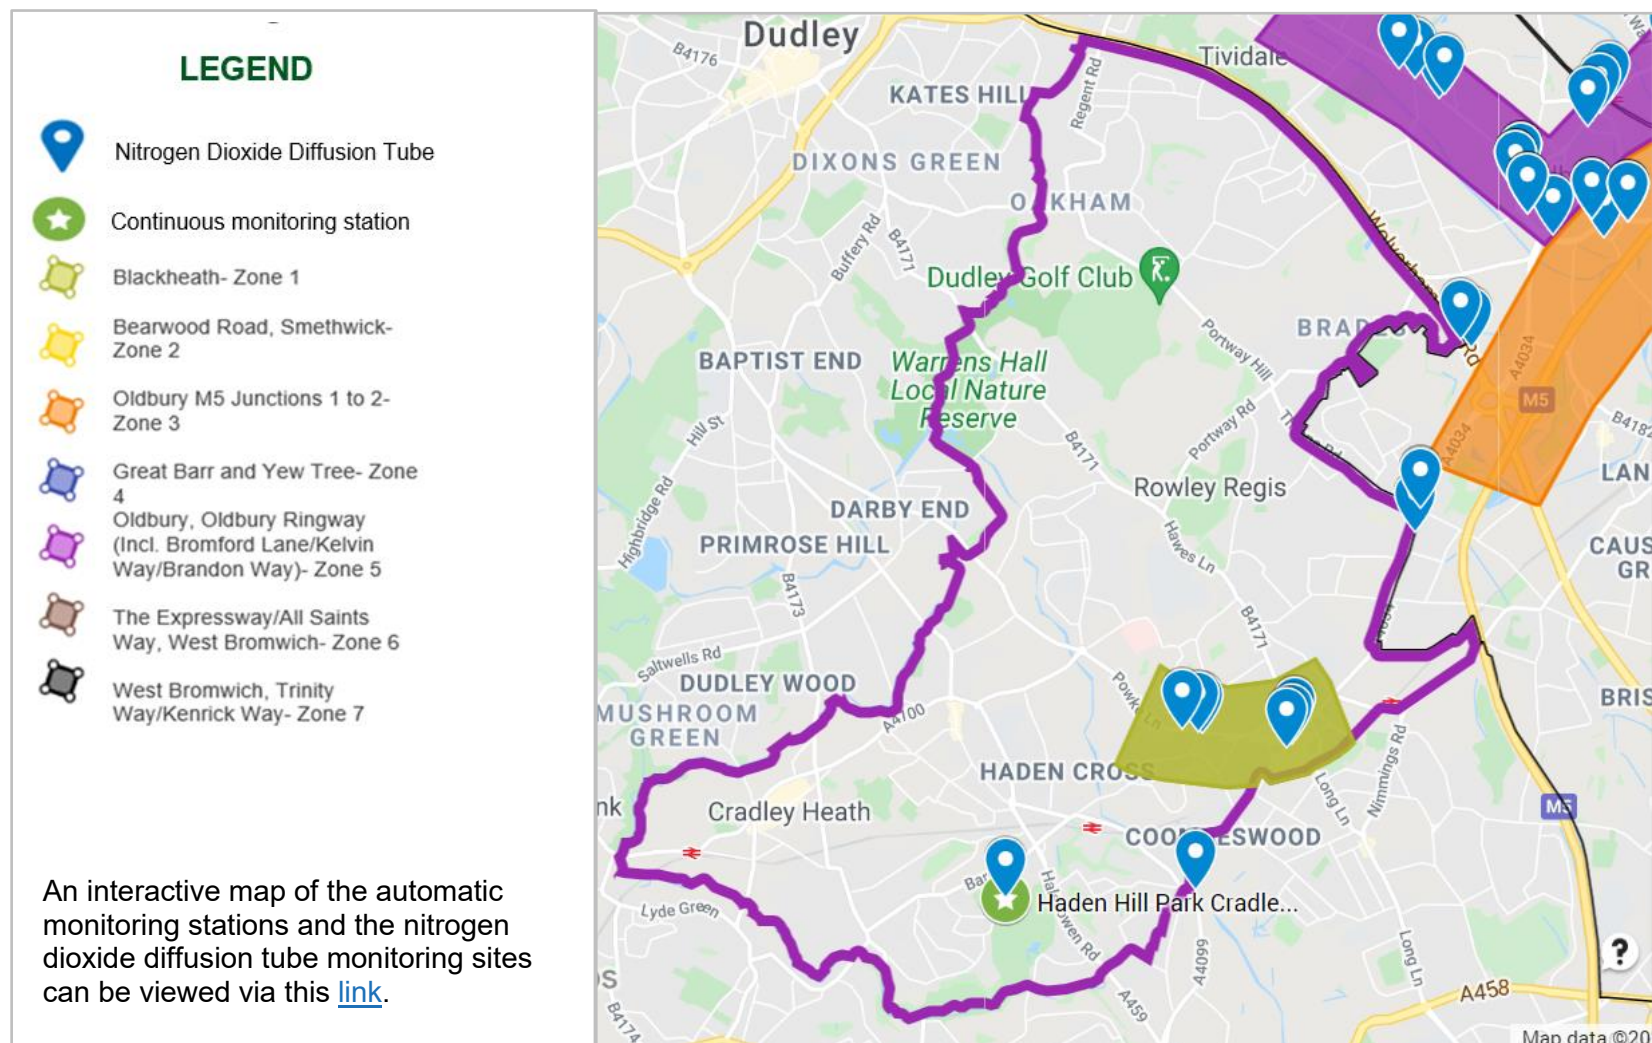 LEGEND
Nitrogen Dioxide Diffusion Tube
Continuous monitoring station
Blackheath- Zone 1
Bearwood Road, Smethwick-
Zone 2
Oldbury M5 Junctions 1 to 2-
Zone 3
Great Barr and Yew Tree- Zone
4
Oldbury, Oldbury Ringway
(Incl. Bromford Lane/Kelvin
Way/Brandon Way)- Zone 5
The Expressway/All Saints
Way, West Bromwich- Zone 6
West Bromwich, Trinity
Way/Kenrick Way- Zone 7
An interactive map of the automatic
monitoring stations and the nitrogen
dioxide diffusion tube monitoring sites
can be viewed via this link.
Dudley
B4176
Tividale
KATES HILL
Regent Rd
DIXONS GREEN
OAKHAM
Buffery Rd
B4171
Dudley Golf Club
Portway Hill
BRADES
Rd
A4034
M5
BAPTIST END
Warrens Hall
Local Nature
Reserve
Hill St
Portway Rd
B4171
A4034
Rowley Regis
DARBY END
Highbridge Rd
PRIMROSE HILL
Hawes Ln
B4173
B4171
Saltwells Rd
DUDLEY WOOD
MUSHROOM
GREEN
A4100
HADEN CROSS
Long Ln
Nimmings Rd
M5
Cradley Heath
Lyde Green
Haden Hill Park Cradle...
A4099
Long Ln
A459
A458
B4174
Map data ©20